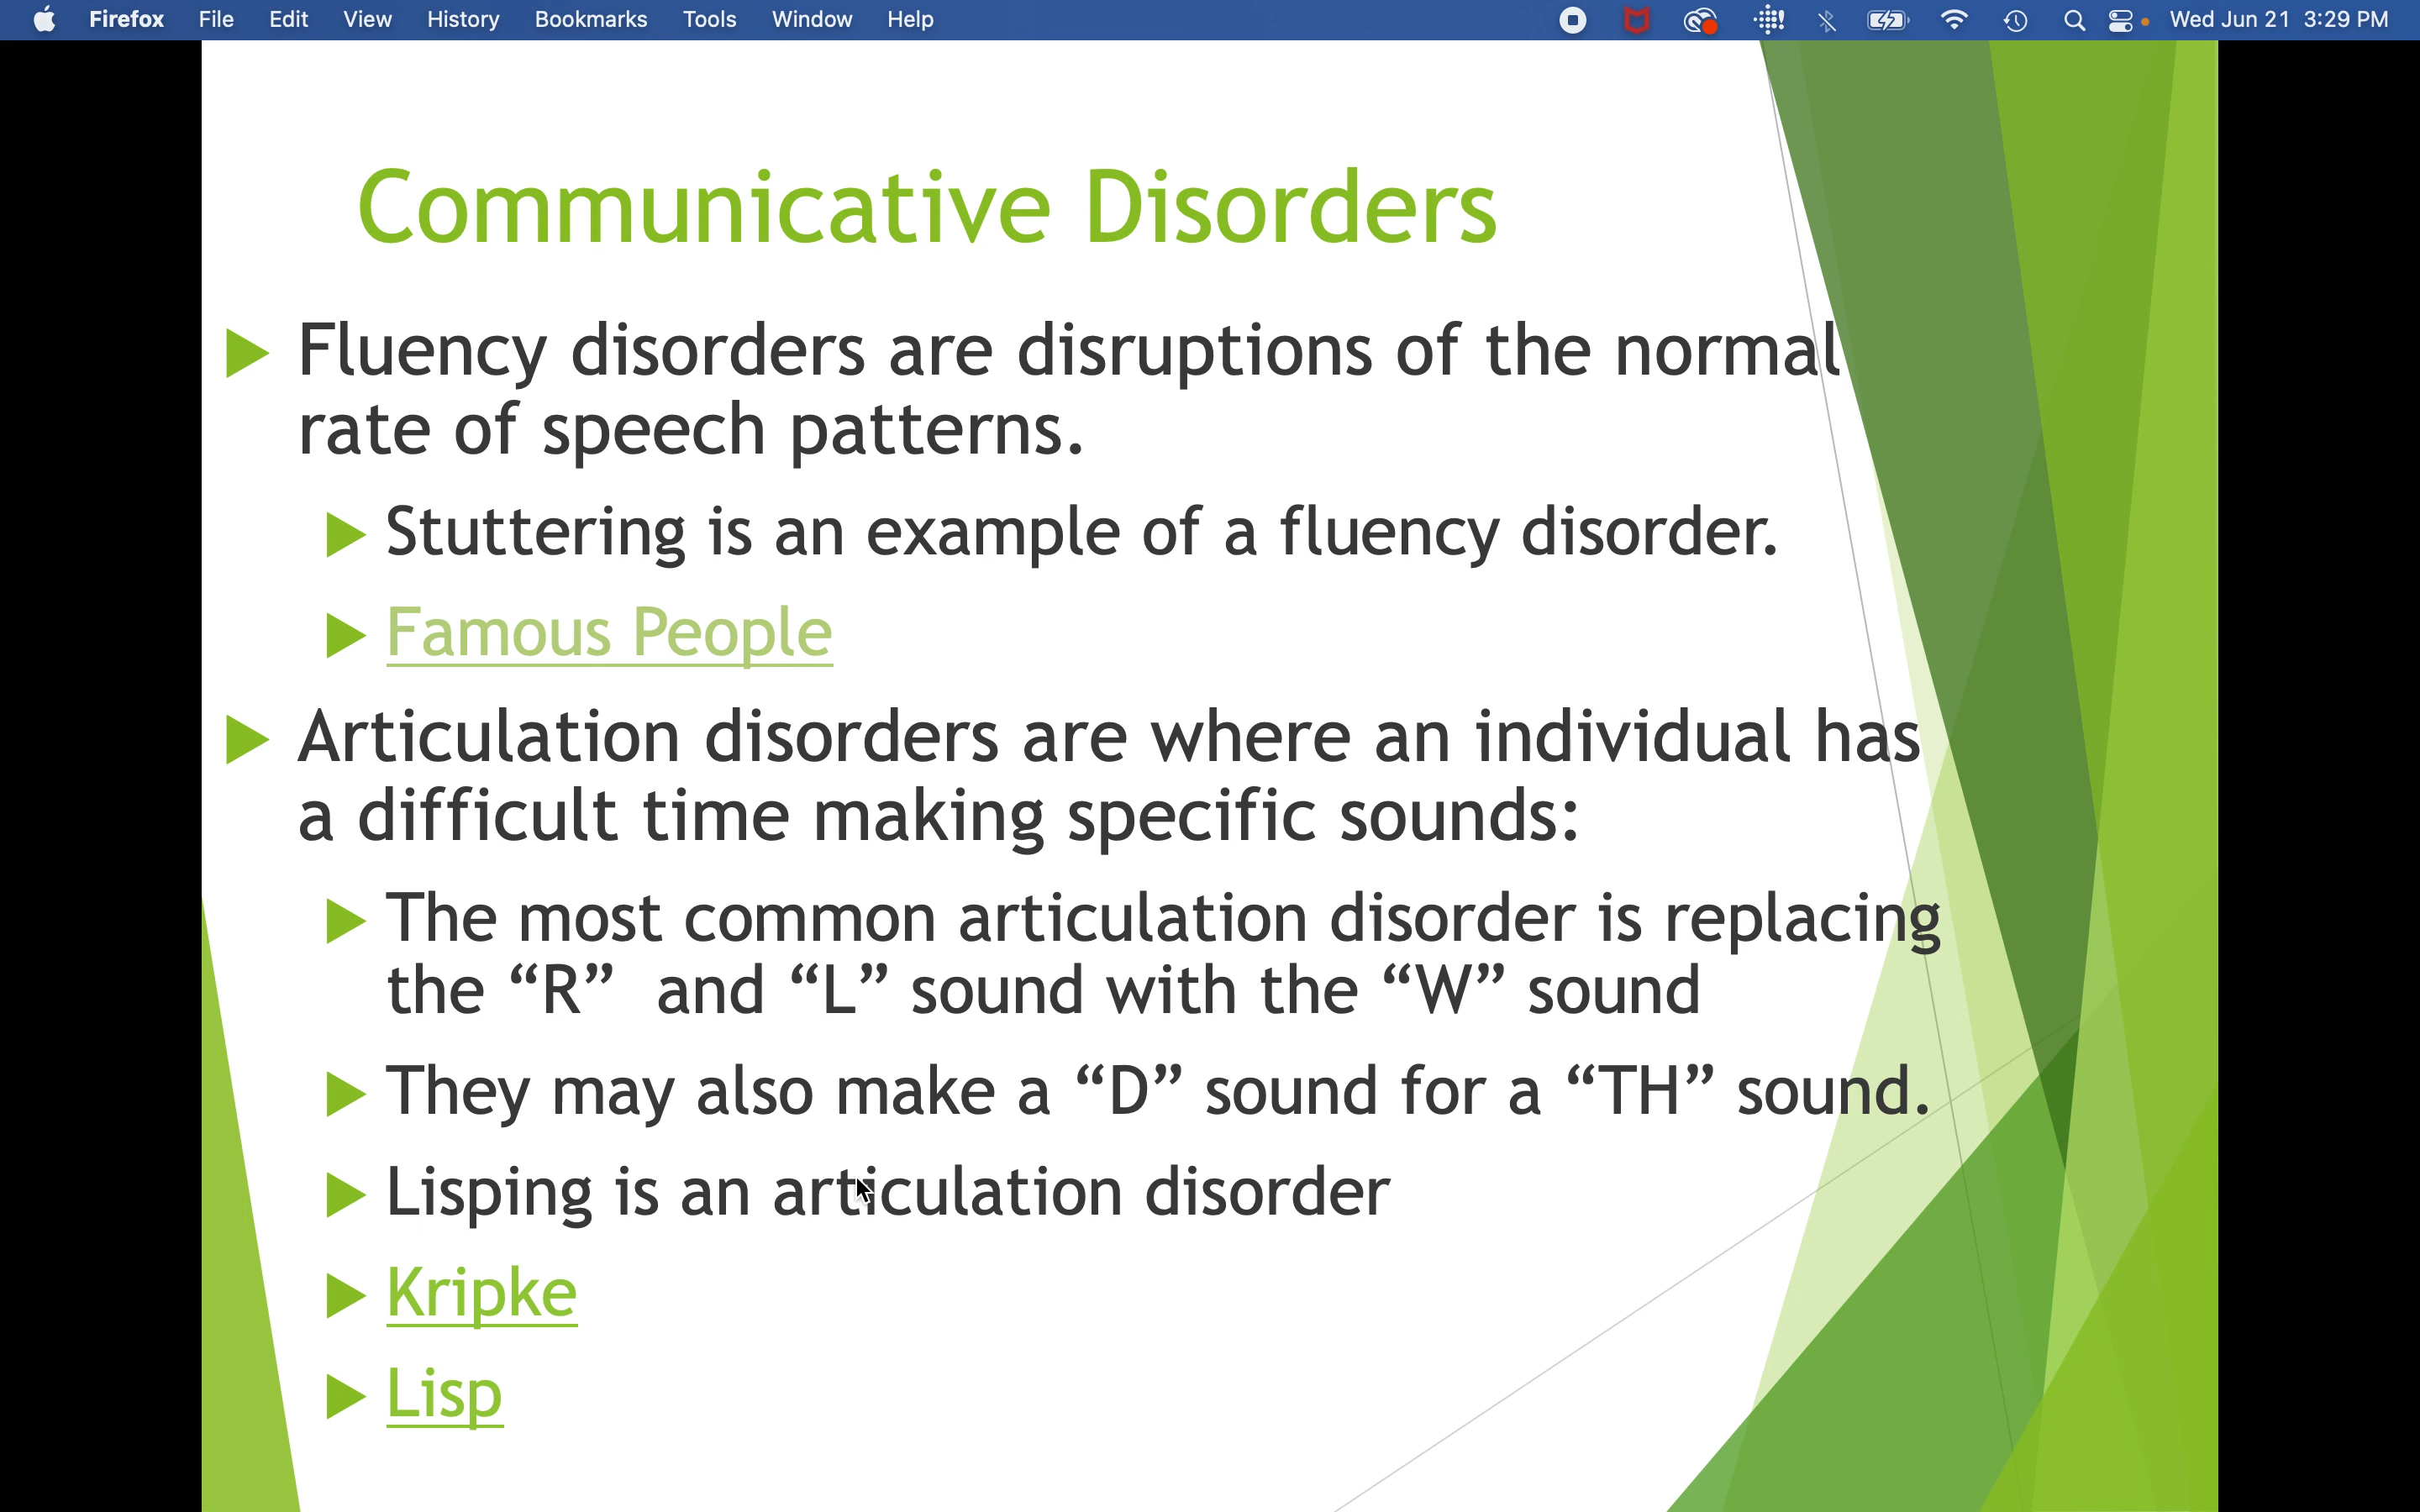 Firefox File Edit View History Bookmarks Tools Window Help Wed Jun 21 3:29 PM
Communicative Disorders
Fluency disorders are disruptions of the normal
rate of speech patterns.
Stuttering is an example of a fluency disorder.
Famous People
Articulation disorders are where an individual has
a difficult time making specific sounds:
The most common articulation disorder is replacing
the “R” and “L” sound with the “W” sound
They may also make a “D” sound for a “TH” sound.
Lisping is an articulation disorder
Kripke
Lisp